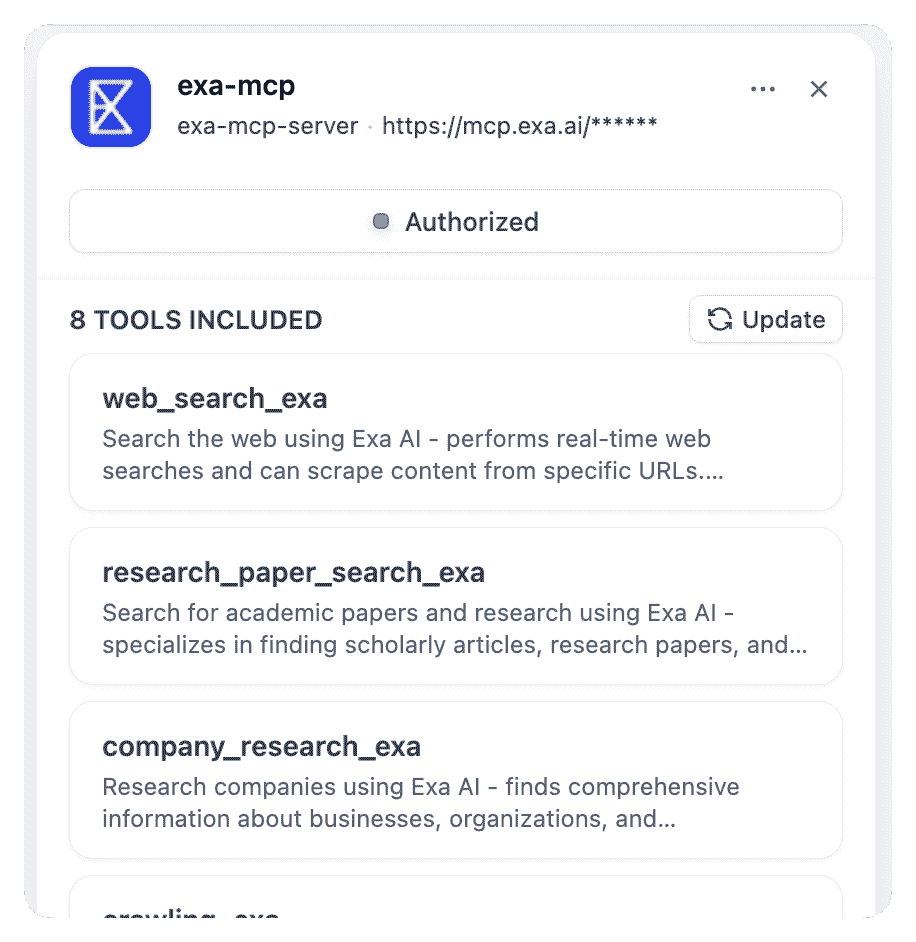 exa-mcp
exa-mcp-server · https://mcp.exa.ai/******
Authorized
8 TOOLS INCLUDED
Update
web_search_exa
Search the web using Exa AI - performs real-time web
searches and can scrape content from specific URLs....
research_paper_search_exa
Search for academic papers and research using Exa AI -
specializes in finding scholarly articles, research papers, and...
company_research_exa
Research companies using Exa AI - finds comprehensive
information about businesses, organizations, and...
crawling_exa